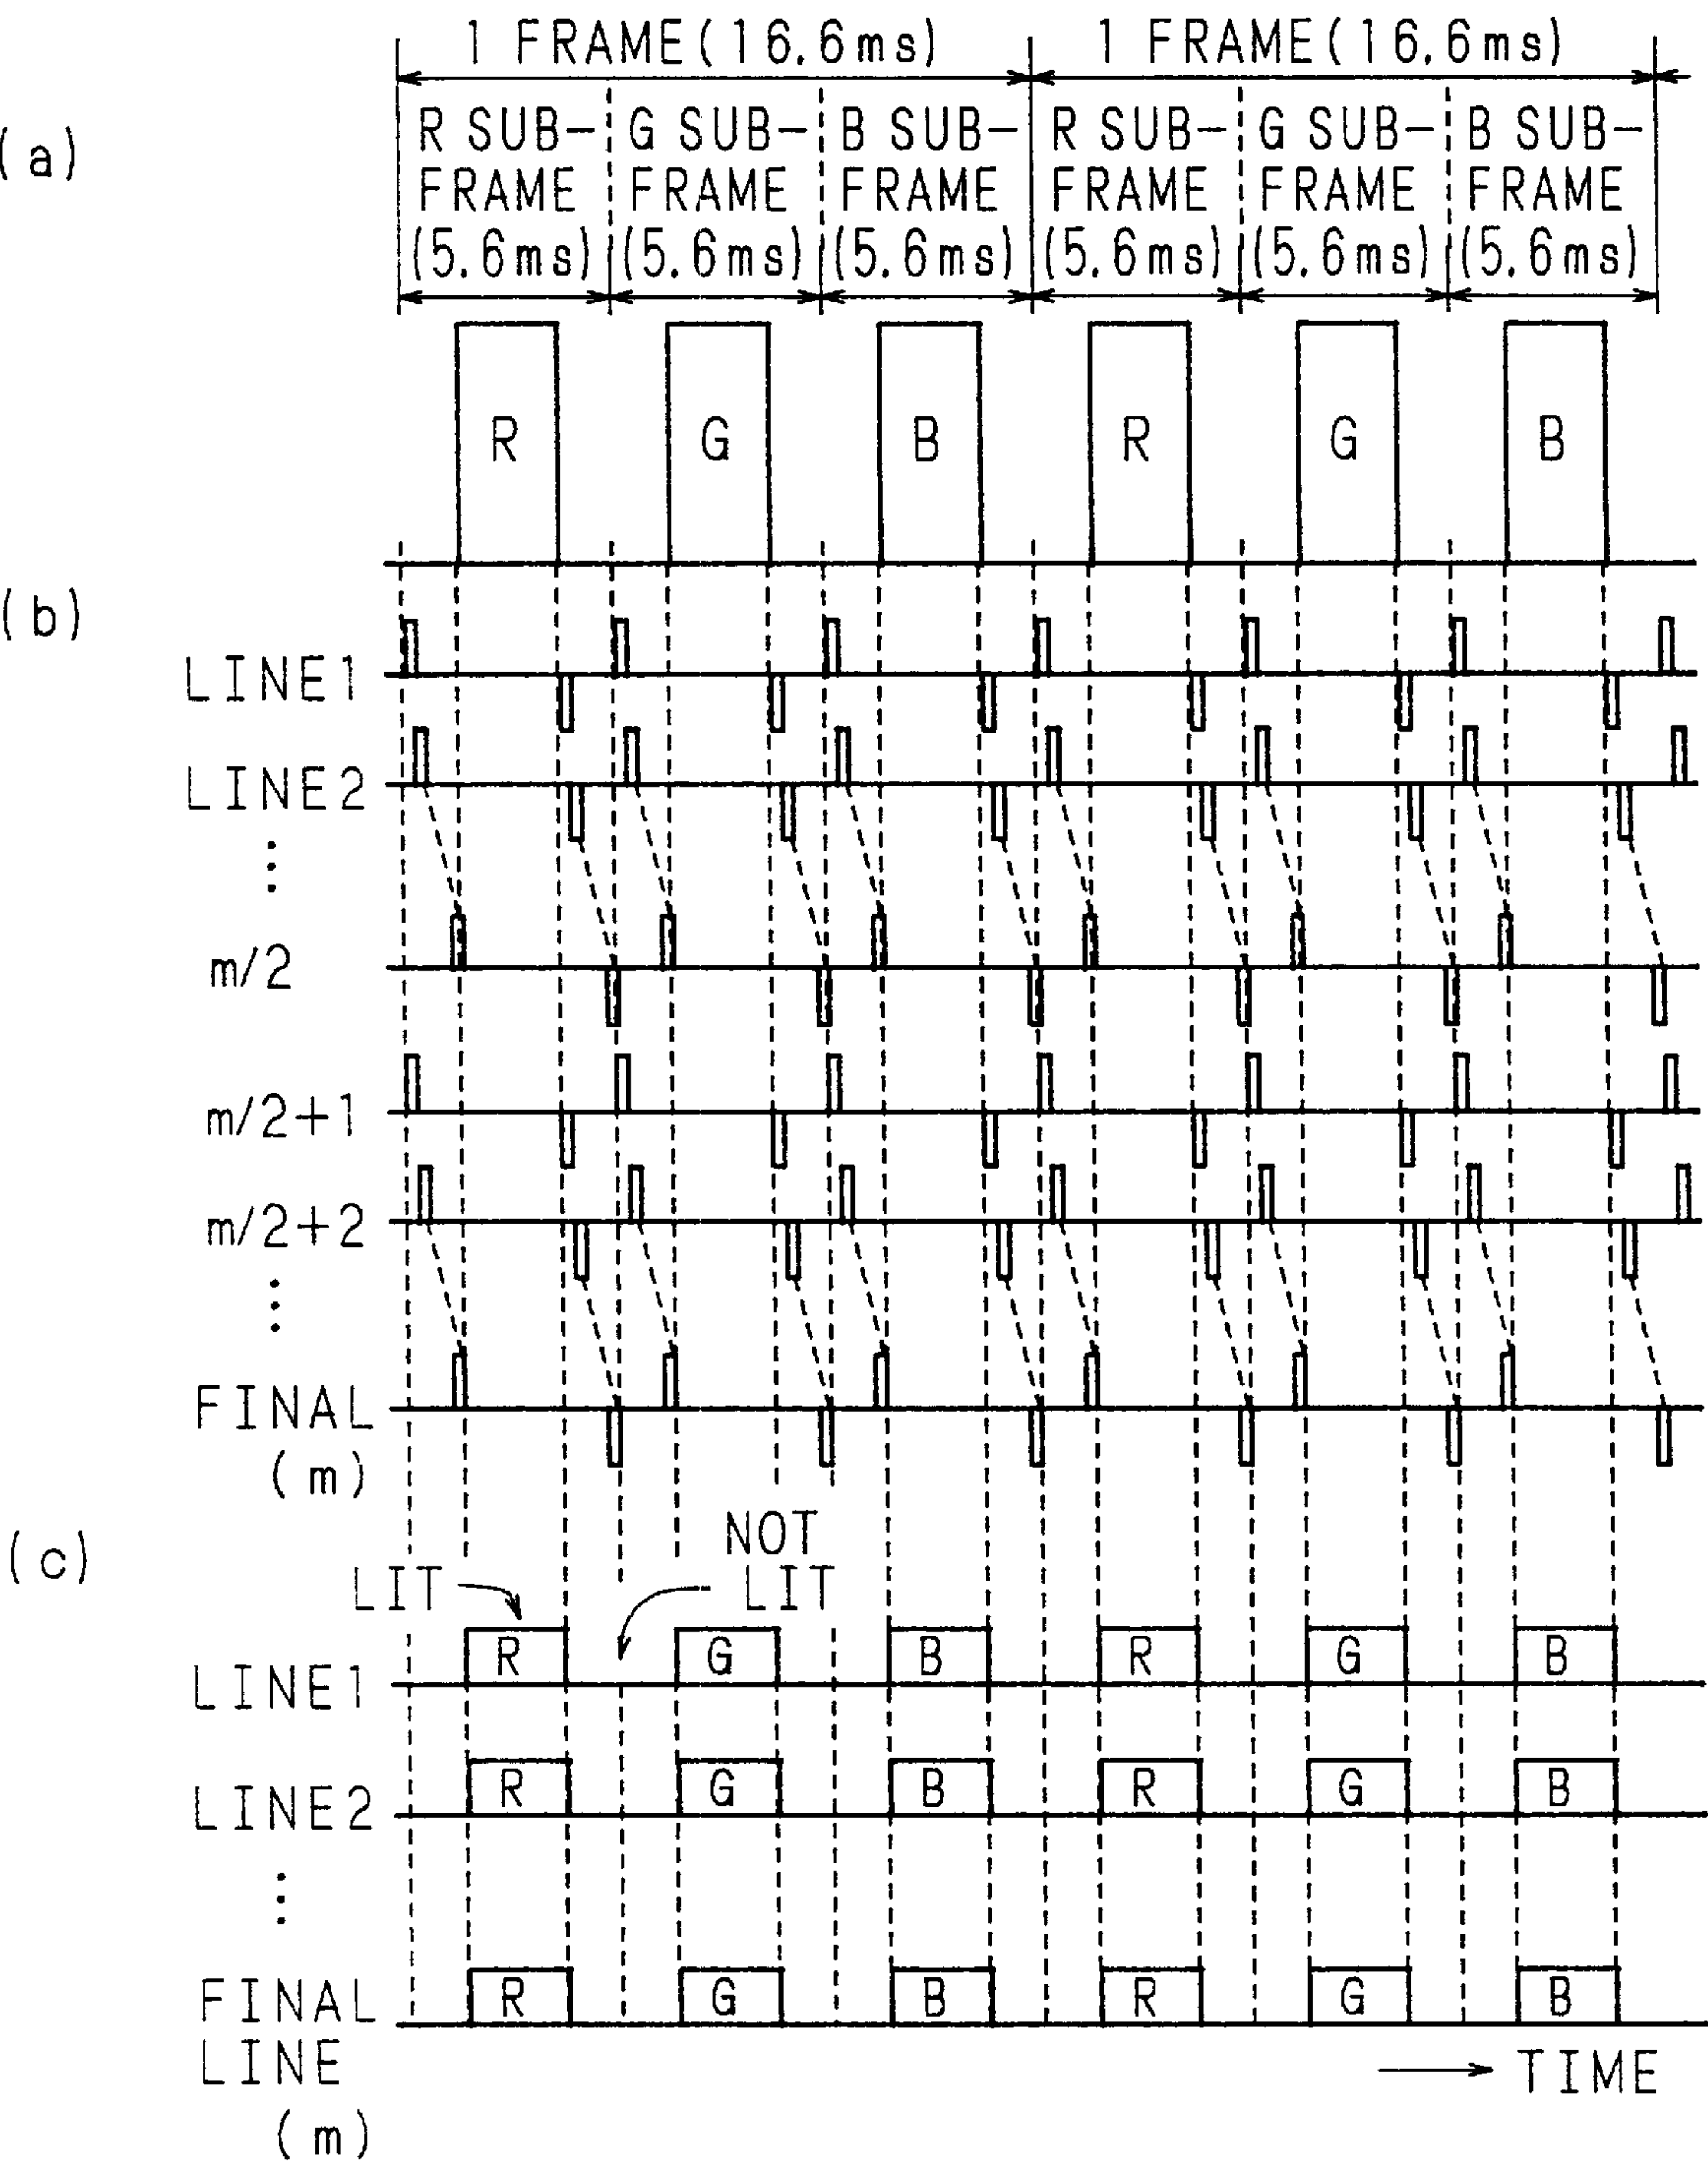 1 FRAME(16.6ms) 1 FRAME(16.6ms)
(a)
R SUB- G SUB- B SUB- R SUB- G SUB- B SUB-
FRAME FRAME FRAME FRAME FRAME FRAME
(5.6ms) (5.6ms) (5.6ms) (5.6ms) (5.6ms) (5.6ms)
R G B R G B
(b)
LINE1
LINE2
⋮
m/2
m/2+1
m/2+2
⋮
FINAL
(m)
(c)
NOT
LIT LIT
R G B R G B
LINE1
R G B R G B
LINE2
⋮
R G B R G B
FINAL
LINE
TIME
(m)